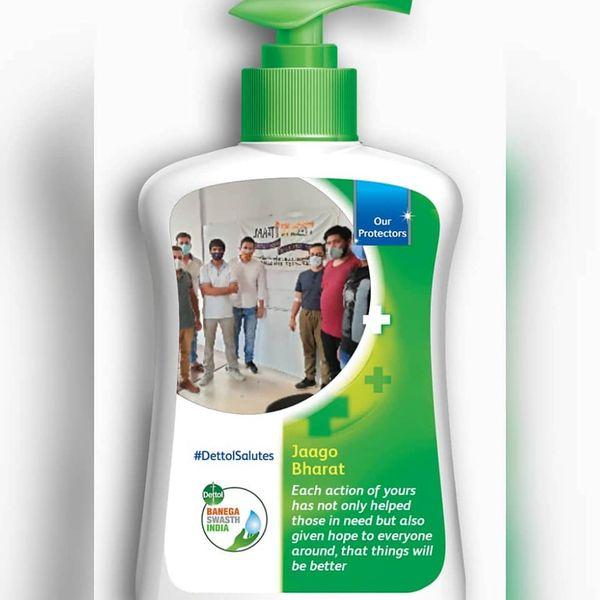 Our
Protectors
#DettolSalutes
Jaago
Bharat
Dettol
BANEGA
SWASTH
INDIA
Each action of yours
has not only helped
those in need but also
given hope to everyone
around, that things will
be better